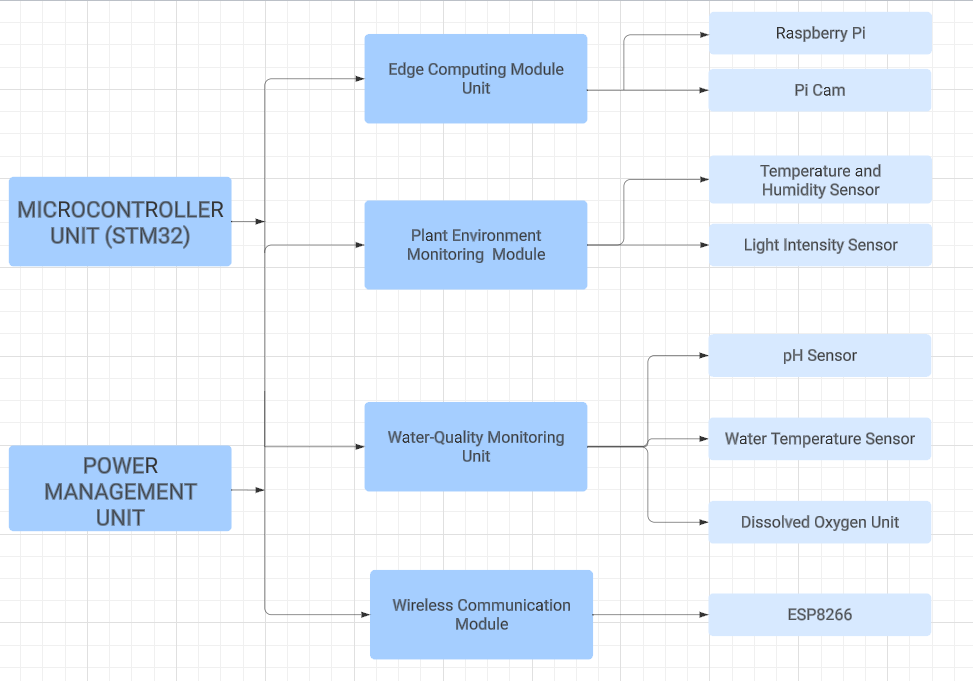 MICROCONTROLLER
UNIT (STM32)
POWER
MANAGEMENT
UNIT
Edge Computing Module
Unit
Plant Environment
Monitoring Module
Water-Quality Monitoring
Unit
Wireless Communication
Module
Raspberry Pi
Pi Cam
Temperature and
Humidity Sensor
Light Intensity Sensor
pH Sensor
Water Temperature Sensor
Dissolved Oxygen Unit
ESP8266